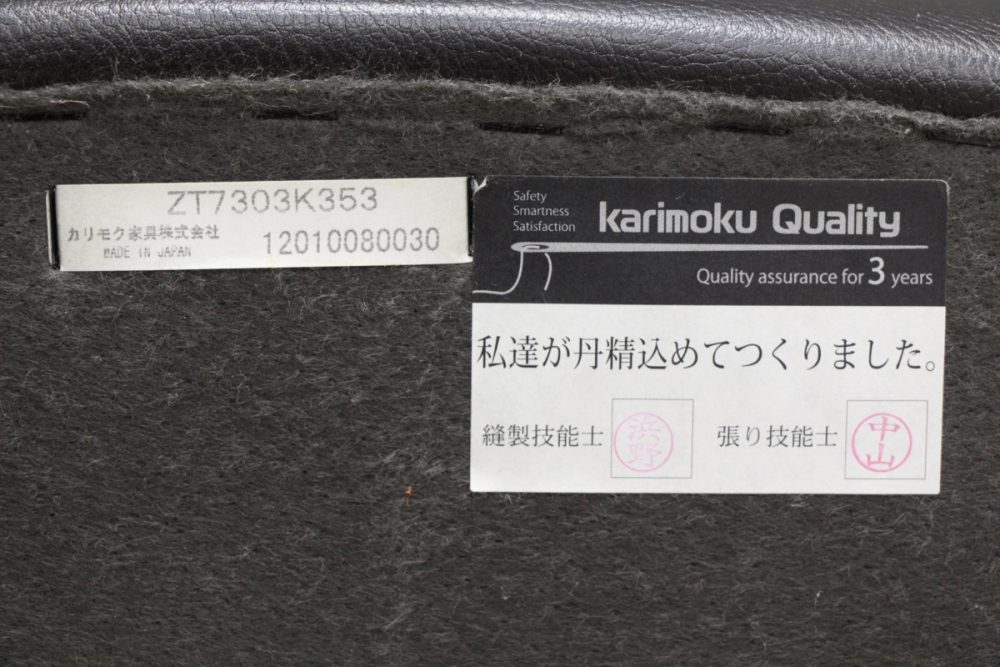 ZT7303K353
カリモク家具株式会社
MADE IN JAPAN
12010080030
Safety
Smartness
Satisfaction
karimoku Quality
Quality assurance for 3 years
私達が丹精込めてつくりました。
縫製技能士
浜野
張り技能士
中山